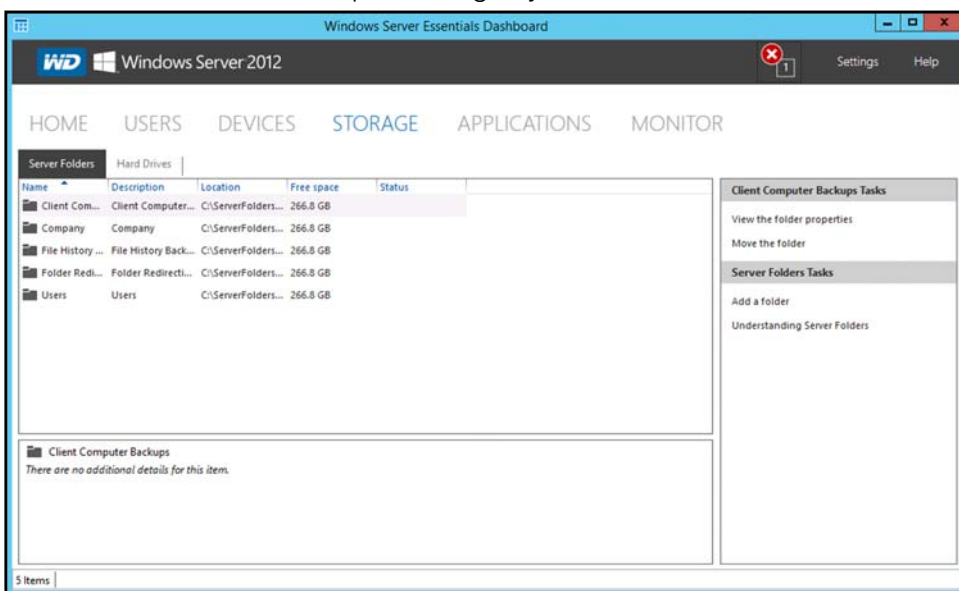 Windows Server Essentials Dashboard
WD Windows Server 2012 1 Settings Help
HOME USERS DEVICES STORAGE APPLICATIONS MONITOR
Server Folders Hard Drives
Name Description Location Free space Status
Client Com... Client Computer... C:\ServerFolders... 266.8 GB
Company Company C:\ServerFolders... 266.8 GB
File History ... File History Back... C:\ServerFolders... 266.8 GB
Folder Redi... Folder Redirecti... C:\ServerFolders... 266.8 GB
Users Users C:\ServerFolders... 266.8 GB
Client Computer Backups Tasks
View the folder properties
Move the folder
Server Folders Tasks
Add a folder
Understanding Server Folders
Client Computer Backups
There are no additional details for this item.
5 Items